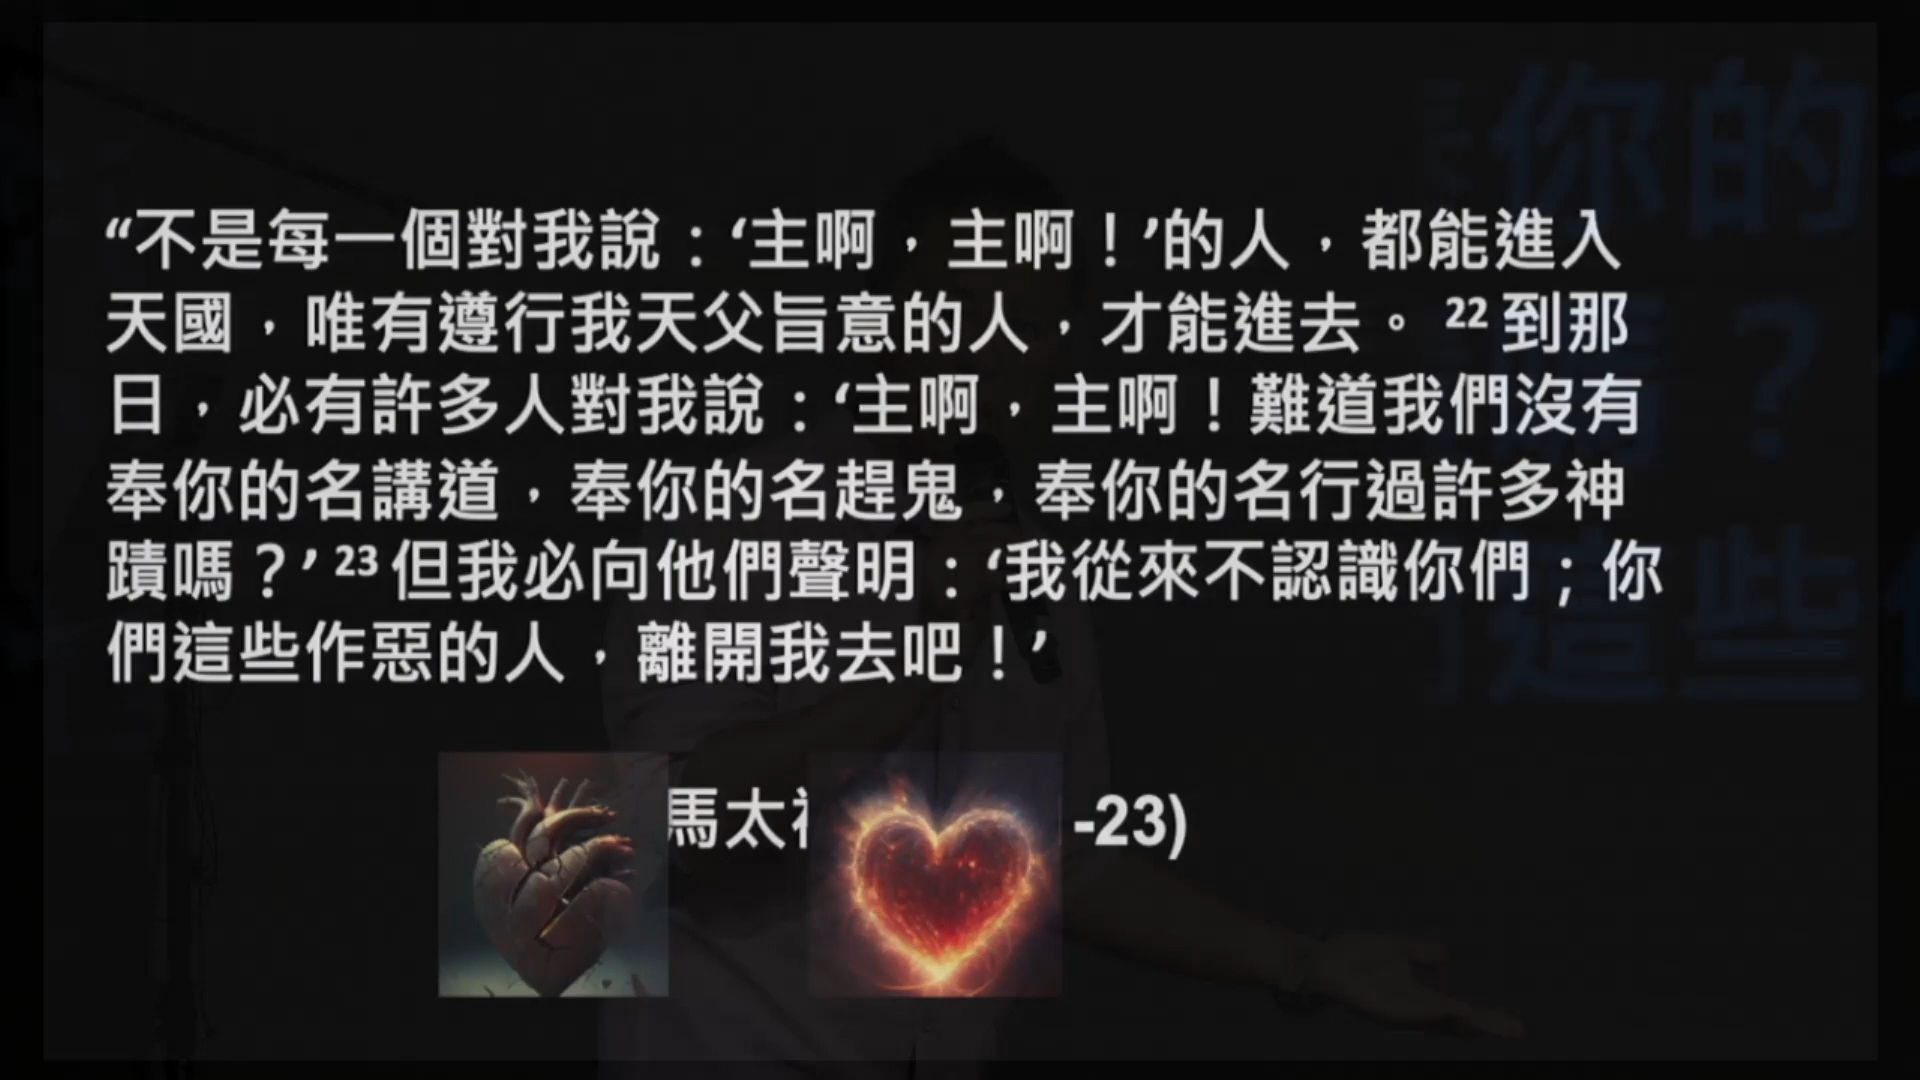 “不是每一個對我說：‘主啊，主啊！’的人，都能進入
天國，唯有遵行我天父旨意的人，才能進去。 22 到那
日，必有許多人對我說：‘主啊，主啊！難道我們沒有
奉你的名講道，奉你的名趕鬼，奉你的名行過許多神
蹟嗎？’ 23 但我必向他們聲明：‘我從來不認識你們；你
們這些作惡的人，離開我去吧！’
馬太 -23)
你的
？
這些